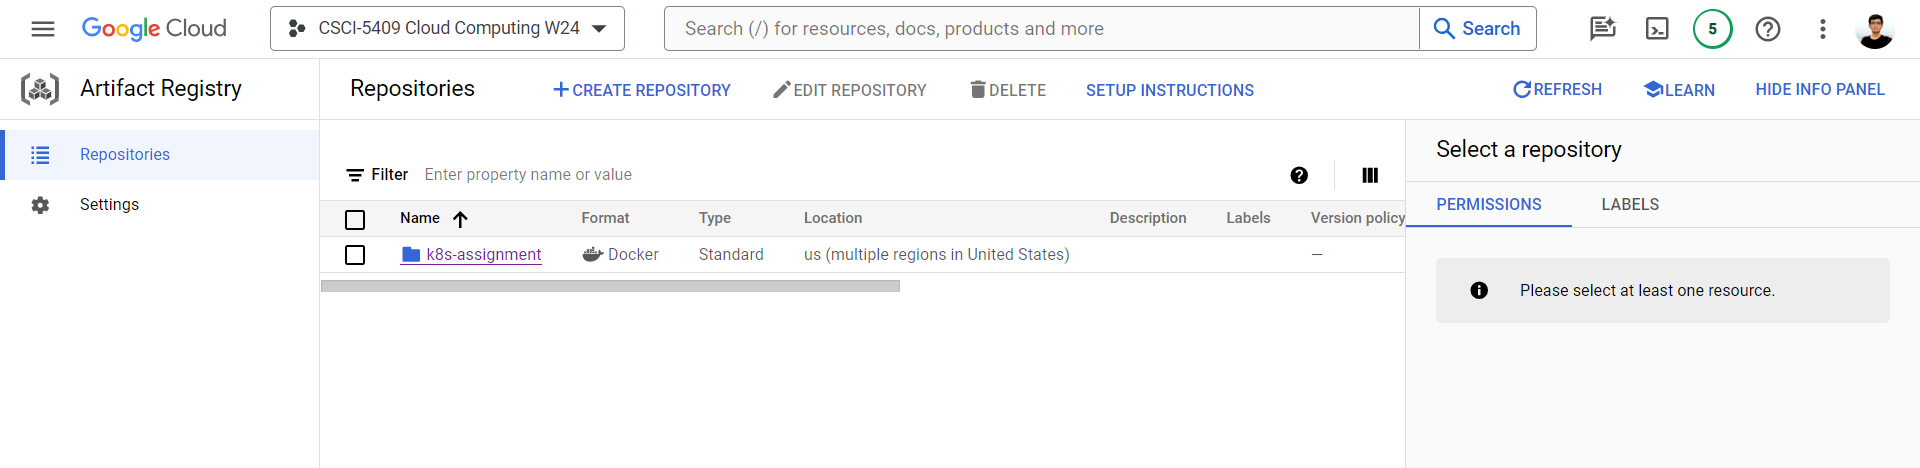 Google Cloud
CSCI-5409 Cloud Computing W24
Search (/) for resources, docs, products and more
Search
5
Artifact Registry
Repositories
CREATE REPOSITORY
EDIT REPOSITORY
DELETE
SETUP INSTRUCTIONS
REFRESH
LEARN
HIDE INFO PANEL
Repositories
Settings
Filter Enter property name or value
Name Format Type Location Description Labels Version policy
k8s-assignment Docker Standard us (multiple regions in United States) —
Select a repository
PERMISSIONS LABELS
Please select at least one resource.